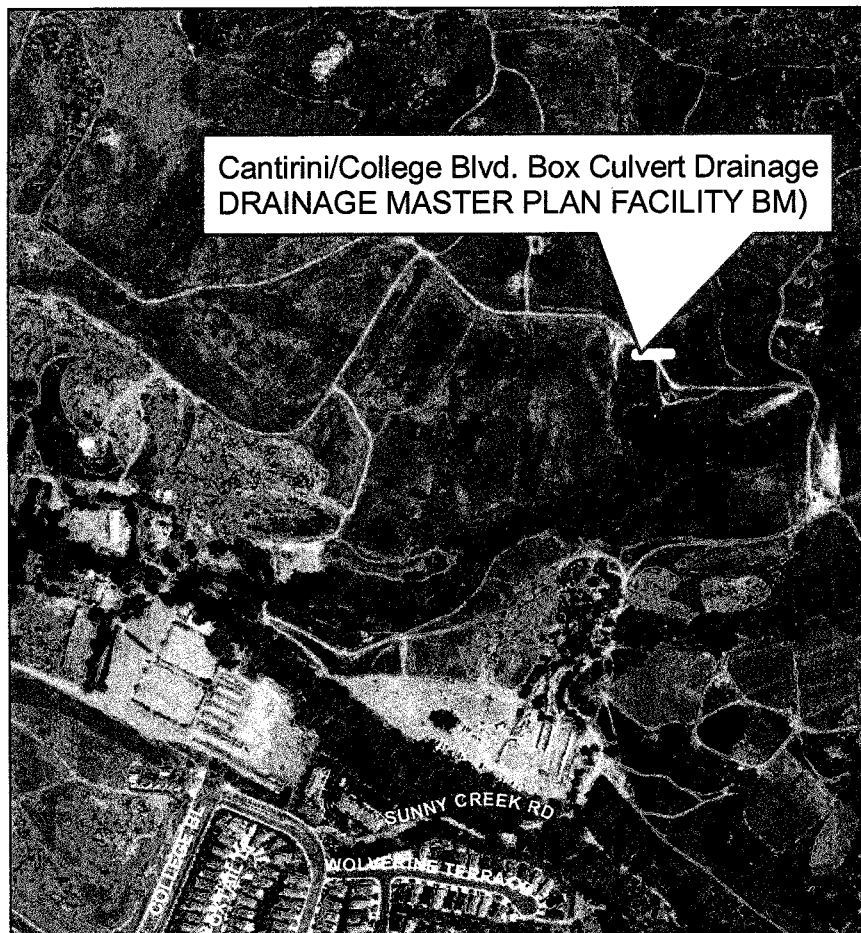 Cantirini/College Blvd. Box Culvert Drainage
DRAINAGE MASTER PLAN FACILITY BM)
SUNNY CREEK RD
WOLVERINE TERRACE
COLLEGE BL